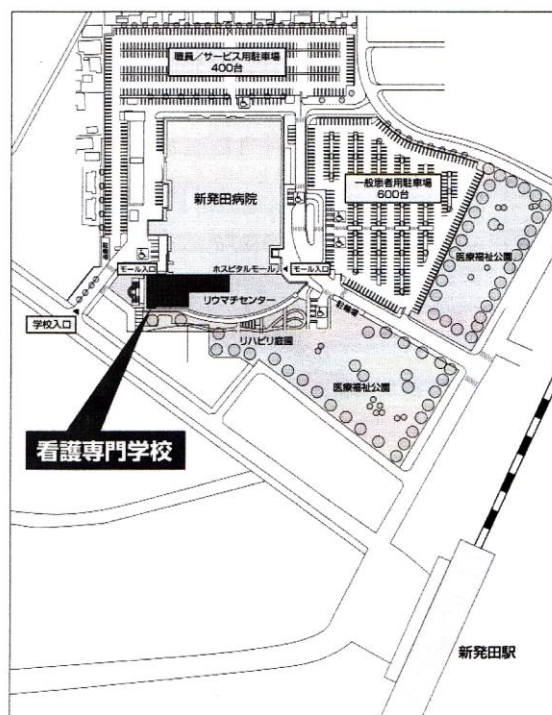 職員/サービス用駐車場
400台
新発田病院
一般患者用駐車場
600台
医療福祉公園
モール入口
ホスピタルモール
モール入口
リウマチセンター
学校入口
駐輪場
リハビリ庭園
医療福祉公園
看護専門学校
新発田駅